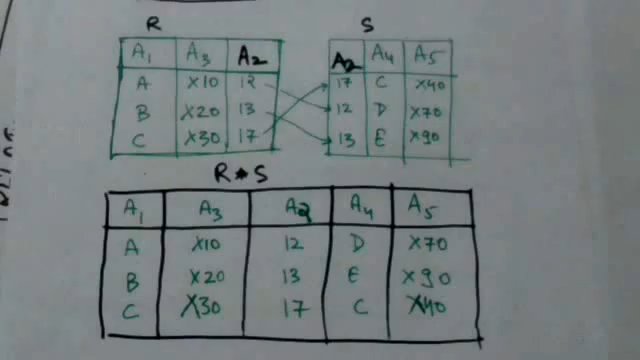 R S
A1 A3 A2 A2 A4 A5
A X10 12 17 C X40
B X20 13 12 D X70
C X30 17 13 E X90
R * S
A1 A3 A2 A4 A5
A X10 12 D X70
B X20 13 E X90
C X30 17 C X40